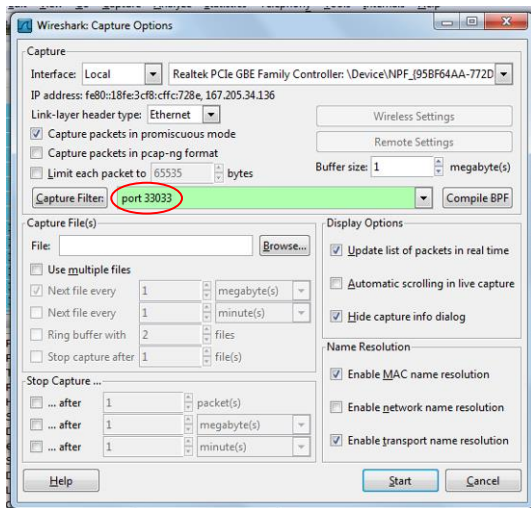 Wireshark: Capture Options
Capture
Interface: Local Realtek PCIe GBE Family Controller: \Device\NPF_{95BF64AA-772D
IP address: fe80::18fe:3cf8:cffc:728e, 167.205.34.136
Link-layer header type: Ethernet Wireless Settings
Capture packets in promiscuous mode
Remote Settings
Capture packets in pcap-ng format
Limit each packet to 65535 bytes Buffer size: 1 megabyte(s)
Capture Filter: port 33033 Compile BPF
Capture File(s)
File: Browse...
Use multiple files
Next file every 1 megabyte(s)
Next file every 1 minute(s)
Ring buffer with 2 files
Stop capture after 1 file(s)
Stop Capture ...
... after 1 packet(s)
... after 1 megabyte(s)
... after 1 minute(s)
Display Options
Update list of packets in real time
Automatic scrolling in live capture
Hide capture info dialog
Name Resolution
Enable MAC name resolution
Enable network name resolution
Enable transport name resolution
Help Start Cancel